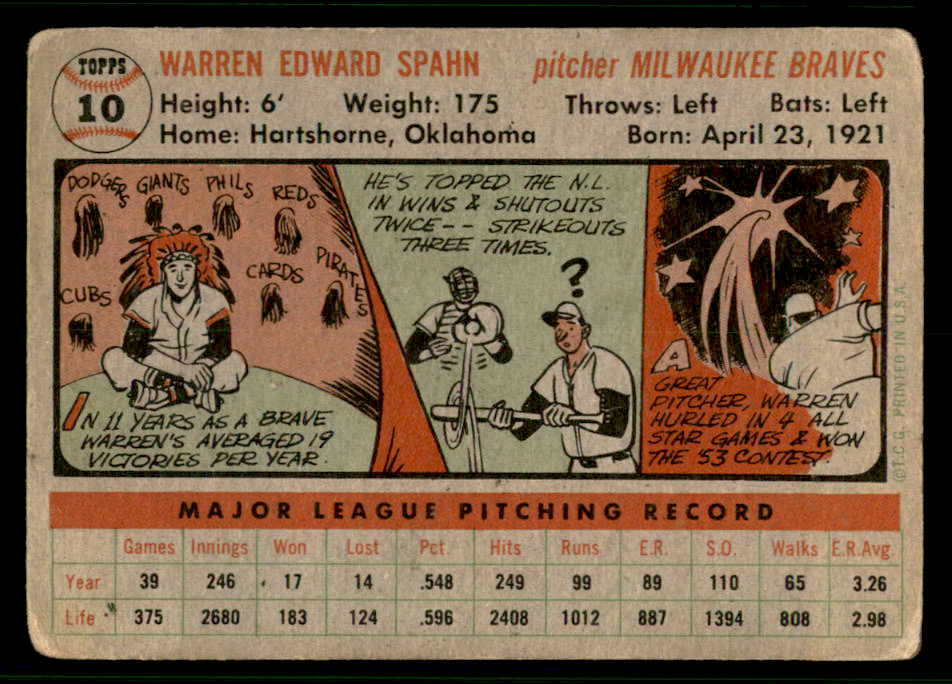 TOPPS
10
WARREN EDWARD SPAHN pitcher MILWAUKEE BRAVES
Height: 6' Weight: 175 Throws: Left Bats: Left
Home: Hartshorne, Oklahoma Born: April 23, 1921
DODGERS GIANTS PHILS REDS
CUBS CARDS PIRATES
IN 11 YEARS AS A BRAVE
WARREN'S AVERAGED 19
VICTORIES PER YEAR.
HE'S TOPPED THE N.L.
IN WINS & SHUTOUTS
TWICE-- STRIKEOUTS
THREE TIMES.
?
A
GREAT
PITCHER, WARREN
HURLED IN 4 ALL
STAR GAMES & WON
THE '53 CONTEST.
©T.C.G. PRINTED IN U.S.A.
MAJOR LEAGUE PITCHING RECORD
Games Innings Won Lost Pct. Hits Runs E.R. S.O. Walks E.R.Avg.
Year 39 246 17 14 .548 249 99 89 110 65 3.26
Life 375 2680 183 124 .596 2408 1012 887 1394 808 2.98